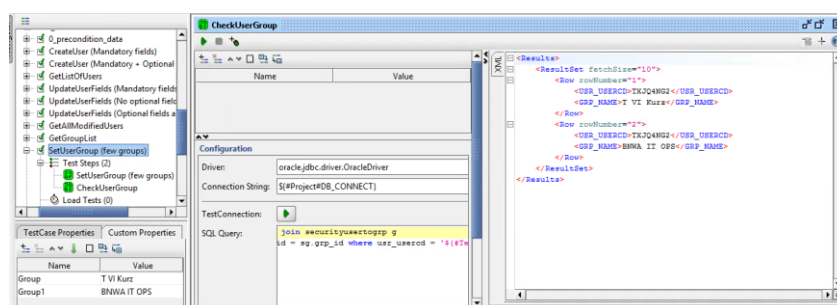 0_precondition_data
CreateUser (Mandatory fields)
CreateUser (Mandatory + Optional
GetListOfUsers
UpdateUserFields (Mandatory field
UpdateUserFields (No optional field
UpdateUserFields (Optional fields a
GetAllModifiedUsers
GetGroupList
SetUserGroup (few groups)
Test Steps (2)
SetUserGroup (few groups)
CheckUserGroup
Load Tests (0)
TestCase Properties
Custom Properties
Name
Value
Group
T VI Kurz
Group1
BNWA IT OPS
CheckUserGroup
Name
Value
Configuration
Driver:
oracle.jdbc.driver.OracleDriver
Connection String:
${#Project#DB_CONNECT}
TestConnection:
SQL Query:
join securityusertogrp g
id = sg.grp_id where usr_usercd = '${#Te
XML
<Results>
<ResultSet fetchSize="10">
<Row rowNumber="1">
<USR_USERCD>TXJQ4NG2</USR_USERCD>
<GRP_NAME>T VI Kurz</GRP_NAME>
</Row>
<Row rowNumber="2">
<USR_USERCD>TXJQ4NG2</USR_USERCD>
<GRP_NAME>BNWA IT OPS</GRP_NAME>
</Row>
</ResultSet>
</Results>